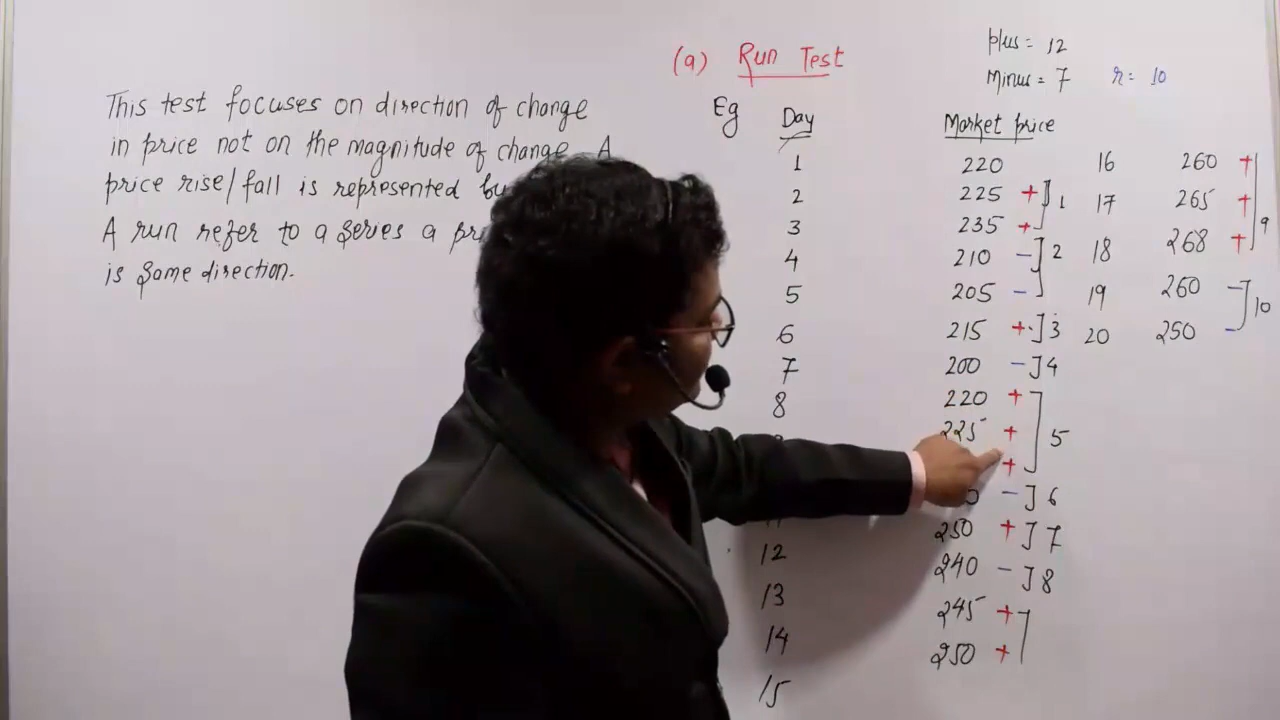 This test focuses on direction of change
in price not on the magnitude of change. A
price rise/fall is represented
A run refer to a series a
is same direction.
(a) Run Test
plus = 12
Minus = 7 r = 10
Eg Day Market price
1 220 16 260 +
2 225 + ] 1 17 265 +
3 235 + 18 268 + ] 9
4 210 - ] 2
5 205 - 19 260 - ] 10
6 215 + ] 3 20 250 -
7 200 - ] 4
8 220 +
225 + ] 5
+
- ] 6
250 + ] 7
12 240 - ] 8
13 245 +
14 250 +
15